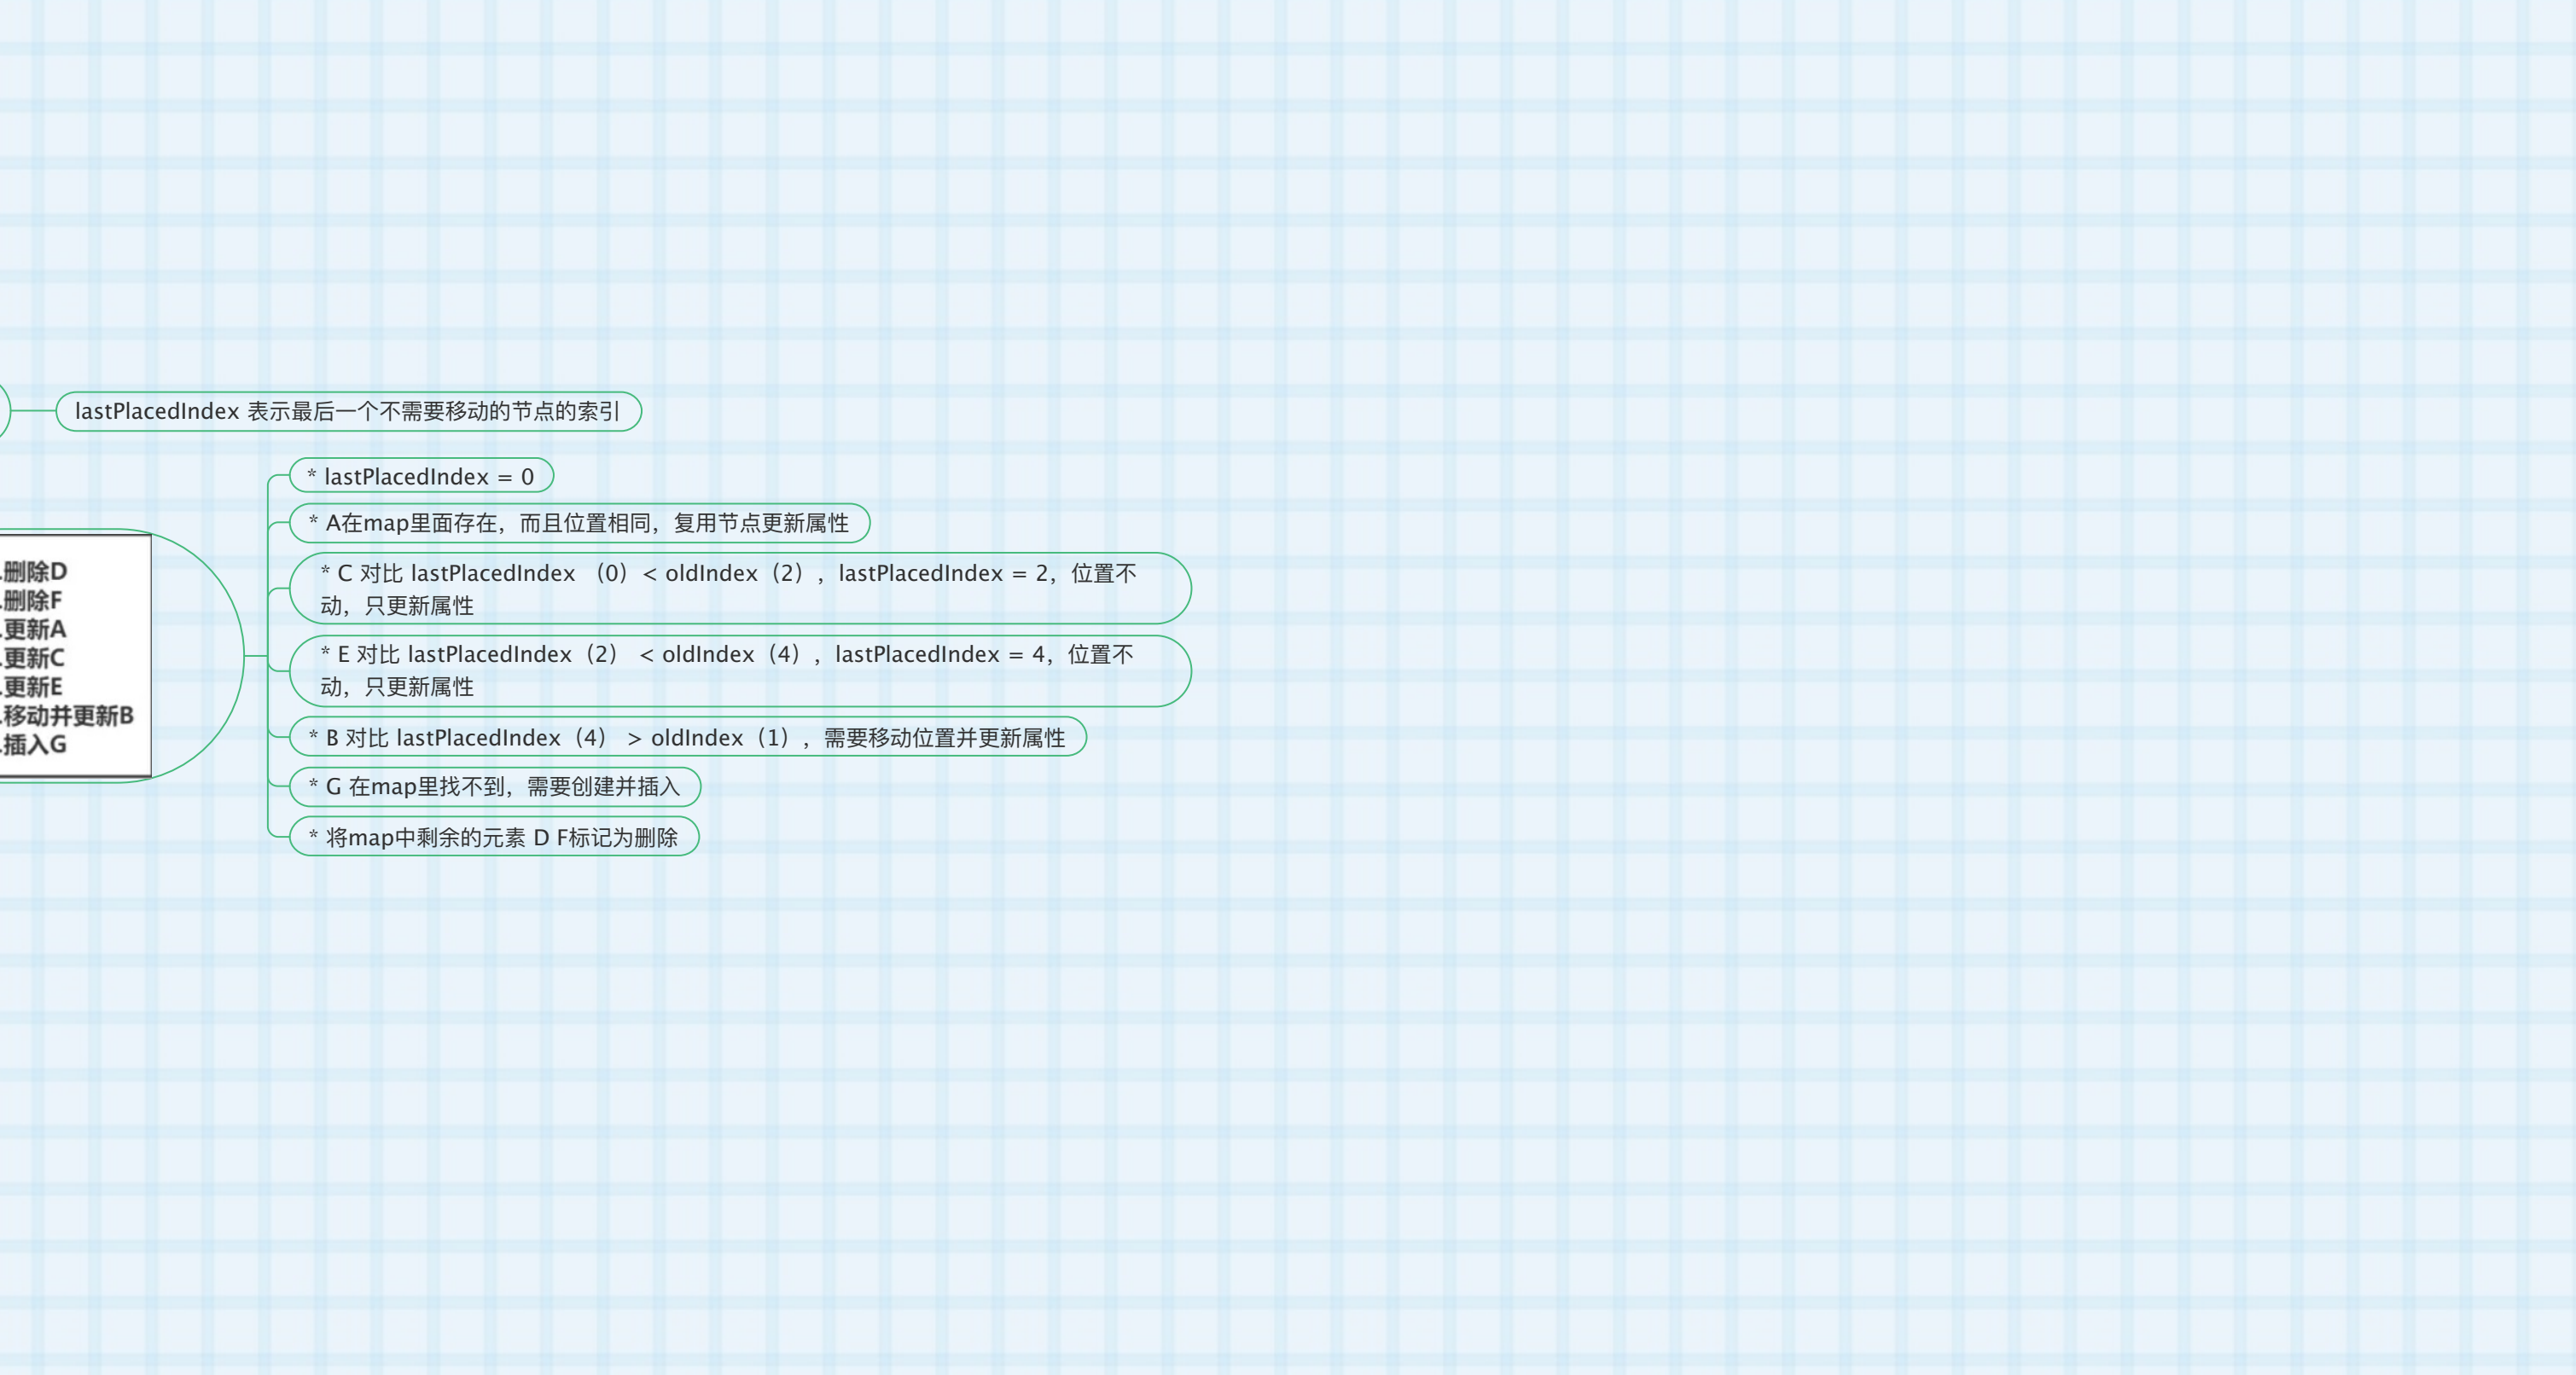 lastPlacedIndex 表示最后一个不需要移动的节点的索引
* lastPlacedIndex = 0
* A在map里面存在，而且位置相同，复用节点更新属性
* C 对比 lastPlacedIndex （0）< oldIndex（2）, lastPlacedIndex = 2，位置不
动，只更新属性
* E 对比 lastPlacedIndex（2） < oldIndex（4）, lastPlacedIndex = 4，位置不
动，只更新属性
* B 对比 lastPlacedIndex（4） > oldIndex（1）, 需要移动位置并更新属性
* G 在map里找不到，需要创建并插入
* 将map中剩余的元素 D F标记为删除
.删除D
.删除F
.更新A
.更新C
.更新E
.移动并更新B
.插入G